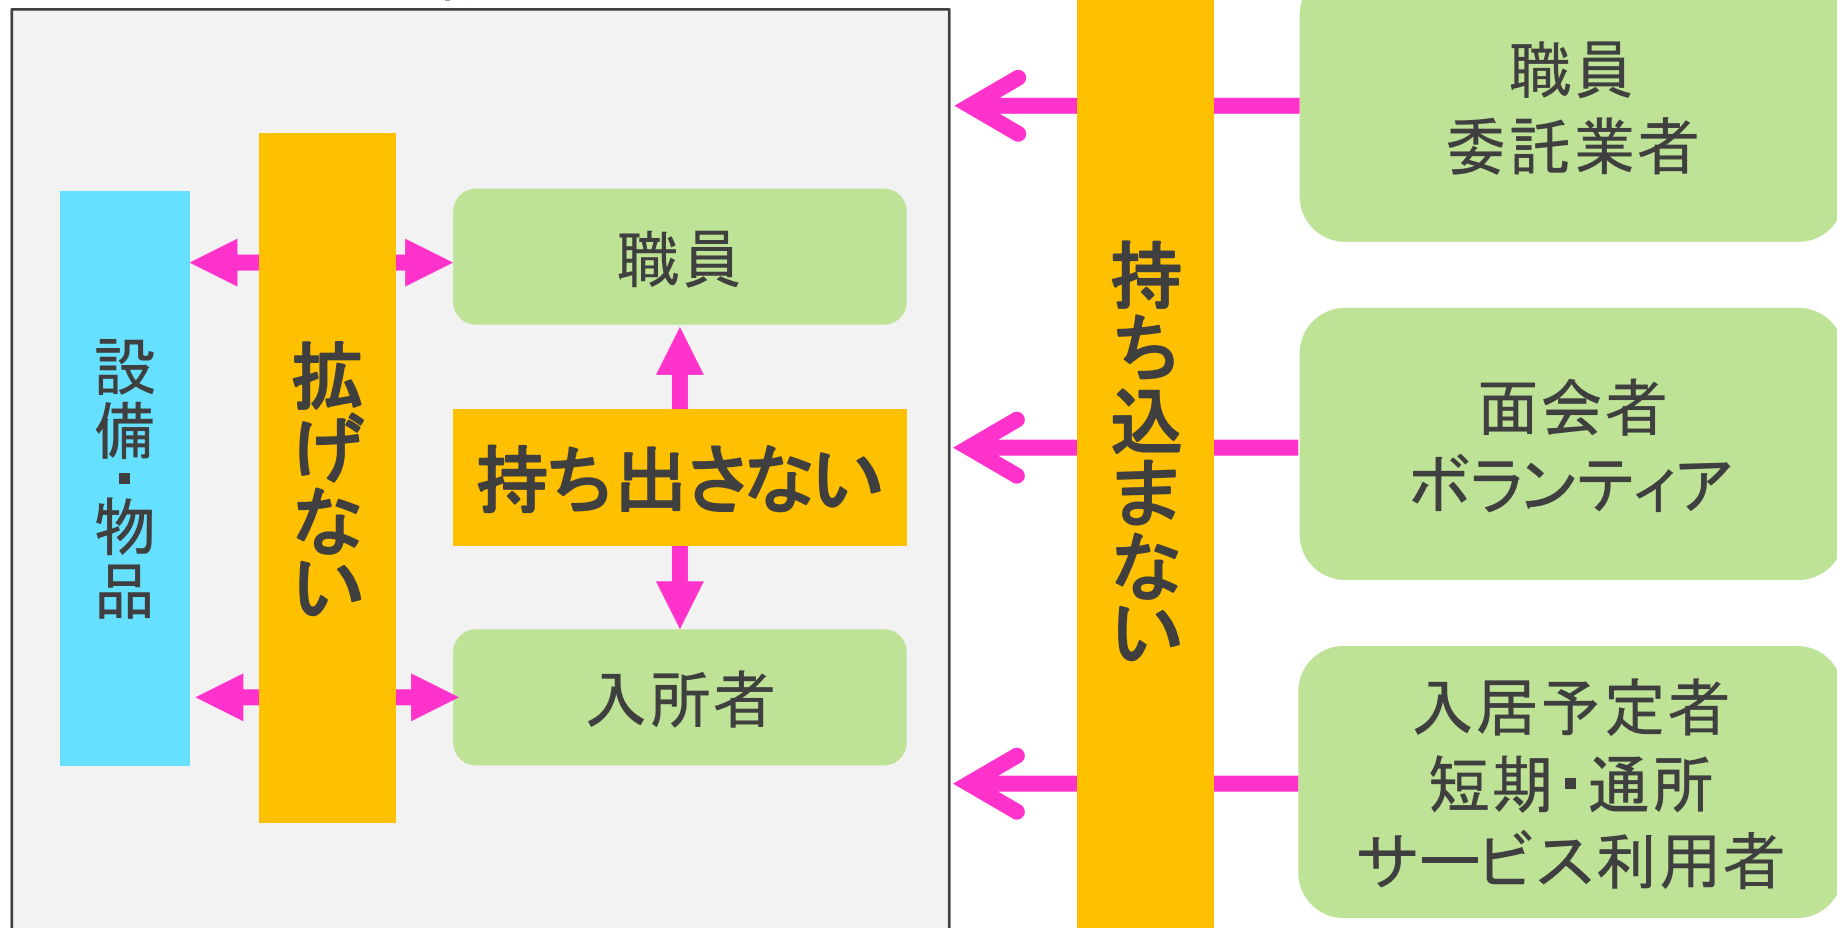 設備・物品
拡げない
職員
持ち出さない
入所者
持ち込まない
職員
委託業者
面会者
ボランティア
入居予定者
短期・通所
サービス利用者